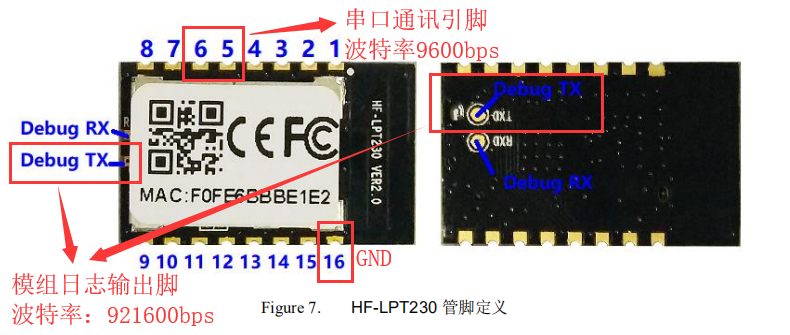 串口通讯引脚
波特率9600bps
8 7 6 5 4 3 2 1
Debug RX
Debug TX
CE FC
HF-LPT230 VER2.0
MAC:F0FE6BBBE1E2
9 10 11 12 13 14 15 16
GND
模组日志输出脚
波特率：921600bps
Debug TX
TXD
RXD
Debug RX
Figure 7. HF-LPT230 管脚定义